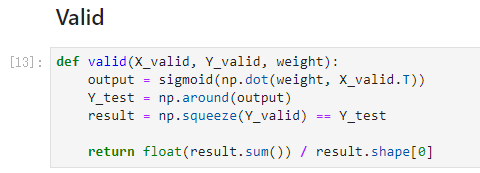 Valid
[13]: def valid(X_valid, Y_valid, weight):
    output = sigmoid(np.dot(weight, X_valid.T))
    Y_test = np.around(output)
    result = np.squeeze(Y_valid) == Y_test

    return float(result.sum()) / result.shape[0]